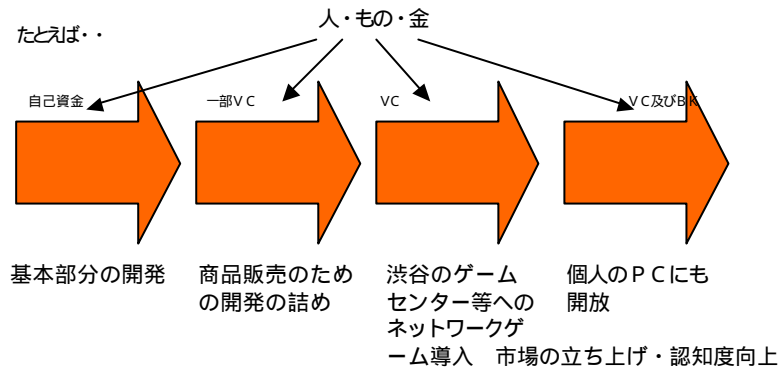 人・もの・金
たとえば・・
自己資金
一部ＶＣ
VC
ＶＣ及びＢＫ
基本部分の開発
商品販売のため
の開発の詰め
渋谷のゲーム
センター等への
ネットワークゲ
ーム導入　市場の立ち上げ・認知度向上
個人のＰＣにも
開放